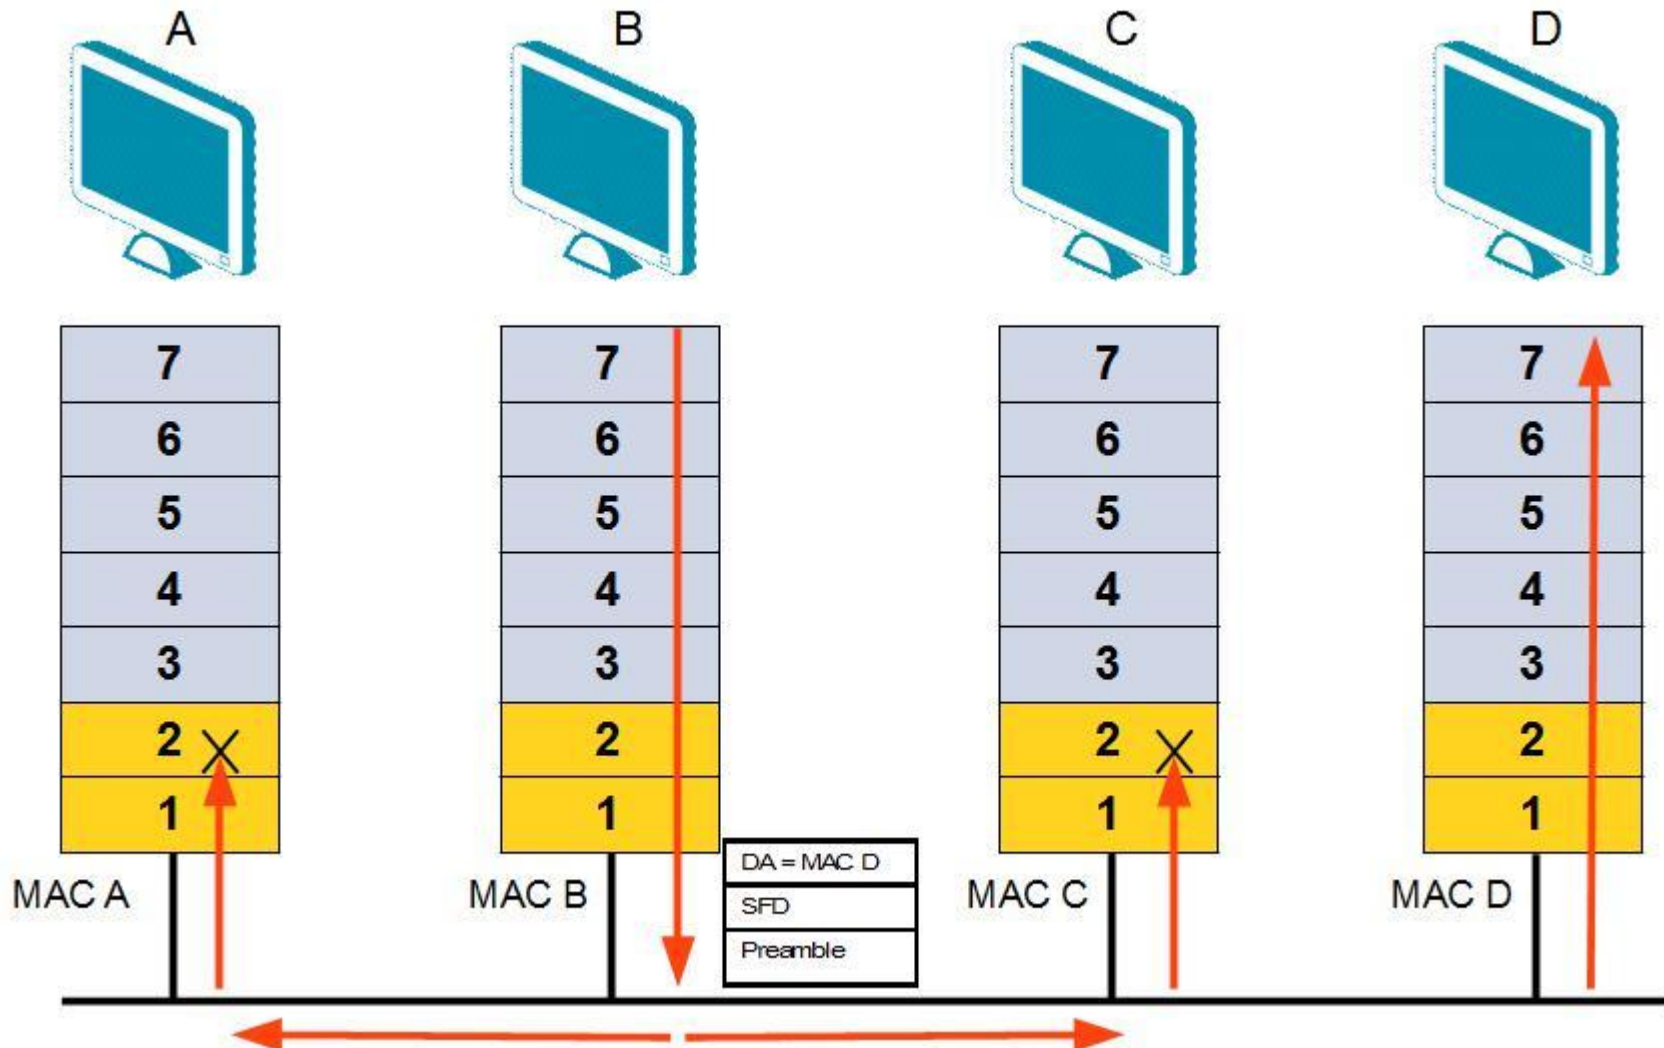 A B C D
7 7 7 7
6 6 6 6
5 5 5 5
4 4 4 4
3 3 3 3
2 2 2 2
1 1 1 1
MAC A MAC B MAC C MAC D
DA = MAC D
SFD
Preamble